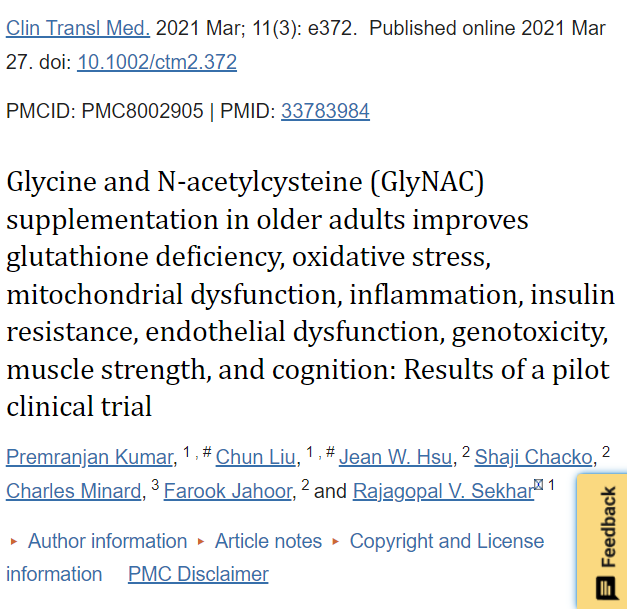 Clin Transl Med. 2021 Mar; 11(3): e372.  Published online 2021 Mar
27. doi: 10.1002/ctm2.372
PMCID: PMC8002905 | PMID: 33783984
Glycine and N-acetylcysteine (GlyNAC)
supplementation in older adults improves
glutathione deficiency, oxidative stress,
mitochondrial dysfunction, inflammation, insulin
resistance, endothelial dysfunction, genotoxicity,
muscle strength, and cognition: Results of a pilot
clinical trial
Premranjan Kumar, 1 , # Chun Liu, 1 , # Jean W. Hsu, 2 Shaji Chacko, 2
Charles Minard, 3 Farook Jahoor, 2 and Rajagopal V. Sekhar 1
▸ Author information ▸ Article notes ▸ Copyright and License
information PMC Disclaimer
Feedback